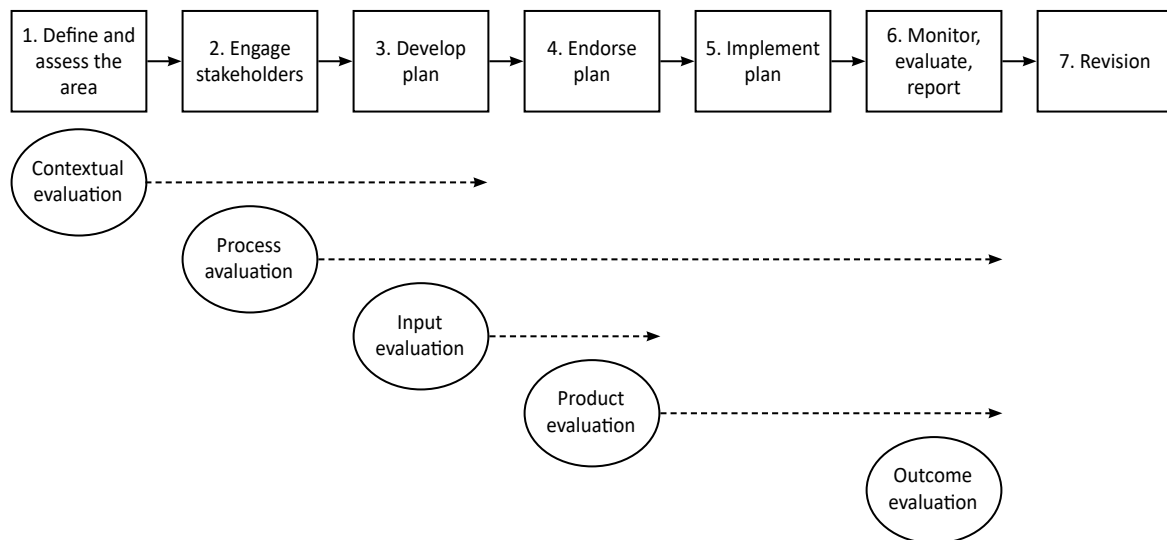 1. Define and
assess the
area
2. Engage
stakeholders
3. Develop
plan
4. Endorse
plan
5. Implement
plan
6. Monitor,
evaluate,
report
7. Revision
Contextual
evaluation
Process
avaluation
Input
evaluation
Product
evaluation
Outcome
evaluation